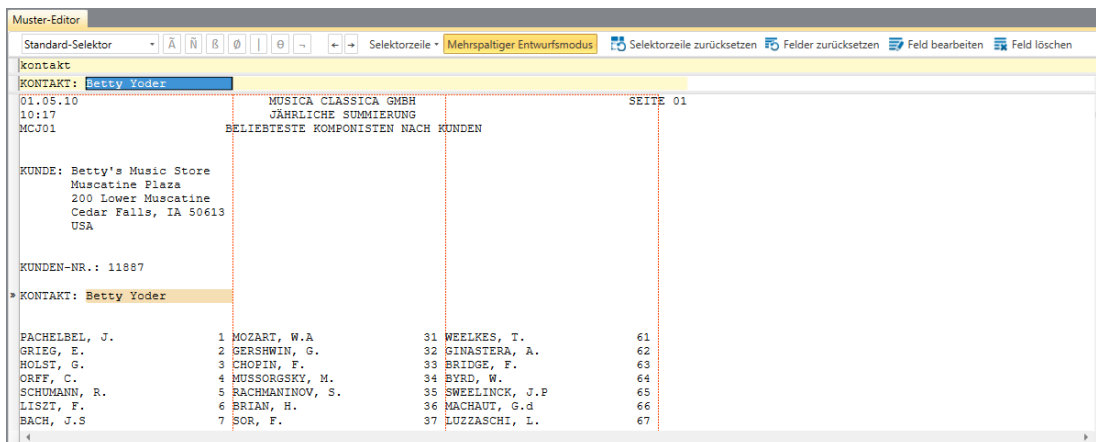 Muster-Editor
Standard-Selektor Ã Ñ ß Ø | θ ¬ ← → Selektorzeile Mehrspaltiger Entwurfsmodus Selektorzeile zurücksetzen Felder zurücksetzen Feld bearbeiten Feld löschen
kontakt
KONTAKT: Betty Yoder
01.05.10 MUSICA CLASSICA GMBH SEITE 01
10:17 JÄHRLICHE SUMMIERUNG
MCJ01 BELIEBTESTE KOMPONISTEN NACH KUNDEN
KUNDE: Betty's Music Store
Muscatine Plaza
200 Lower Muscatine
Cedar Falls, IA 50613
USA
KUNDEN-NR.: 11887
» KONTAKT: Betty Yoder
PACHELBEL, J. 1 MOZART, W.A 31 WEELKES, T. 61
GRIEG, E. 2 GERSHWIN, G. 32 GINASTERA, A. 62
HOLST, G. 3 CHOPIN, F. 33 BRIDGE, F. 63
ORFF, C. 4 MUSSORGSKY, M. 34 BYRD, W. 64
SCHUMANN, R. 5 RACHMANINOV, S. 35 SWEELINCK, J.P 65
LISZT, F. 6 BRIAN, H. 36 MACHAUT, G.d 66
BACH, J.S 7 SOR, F. 37 LUZZASCHI, L. 67